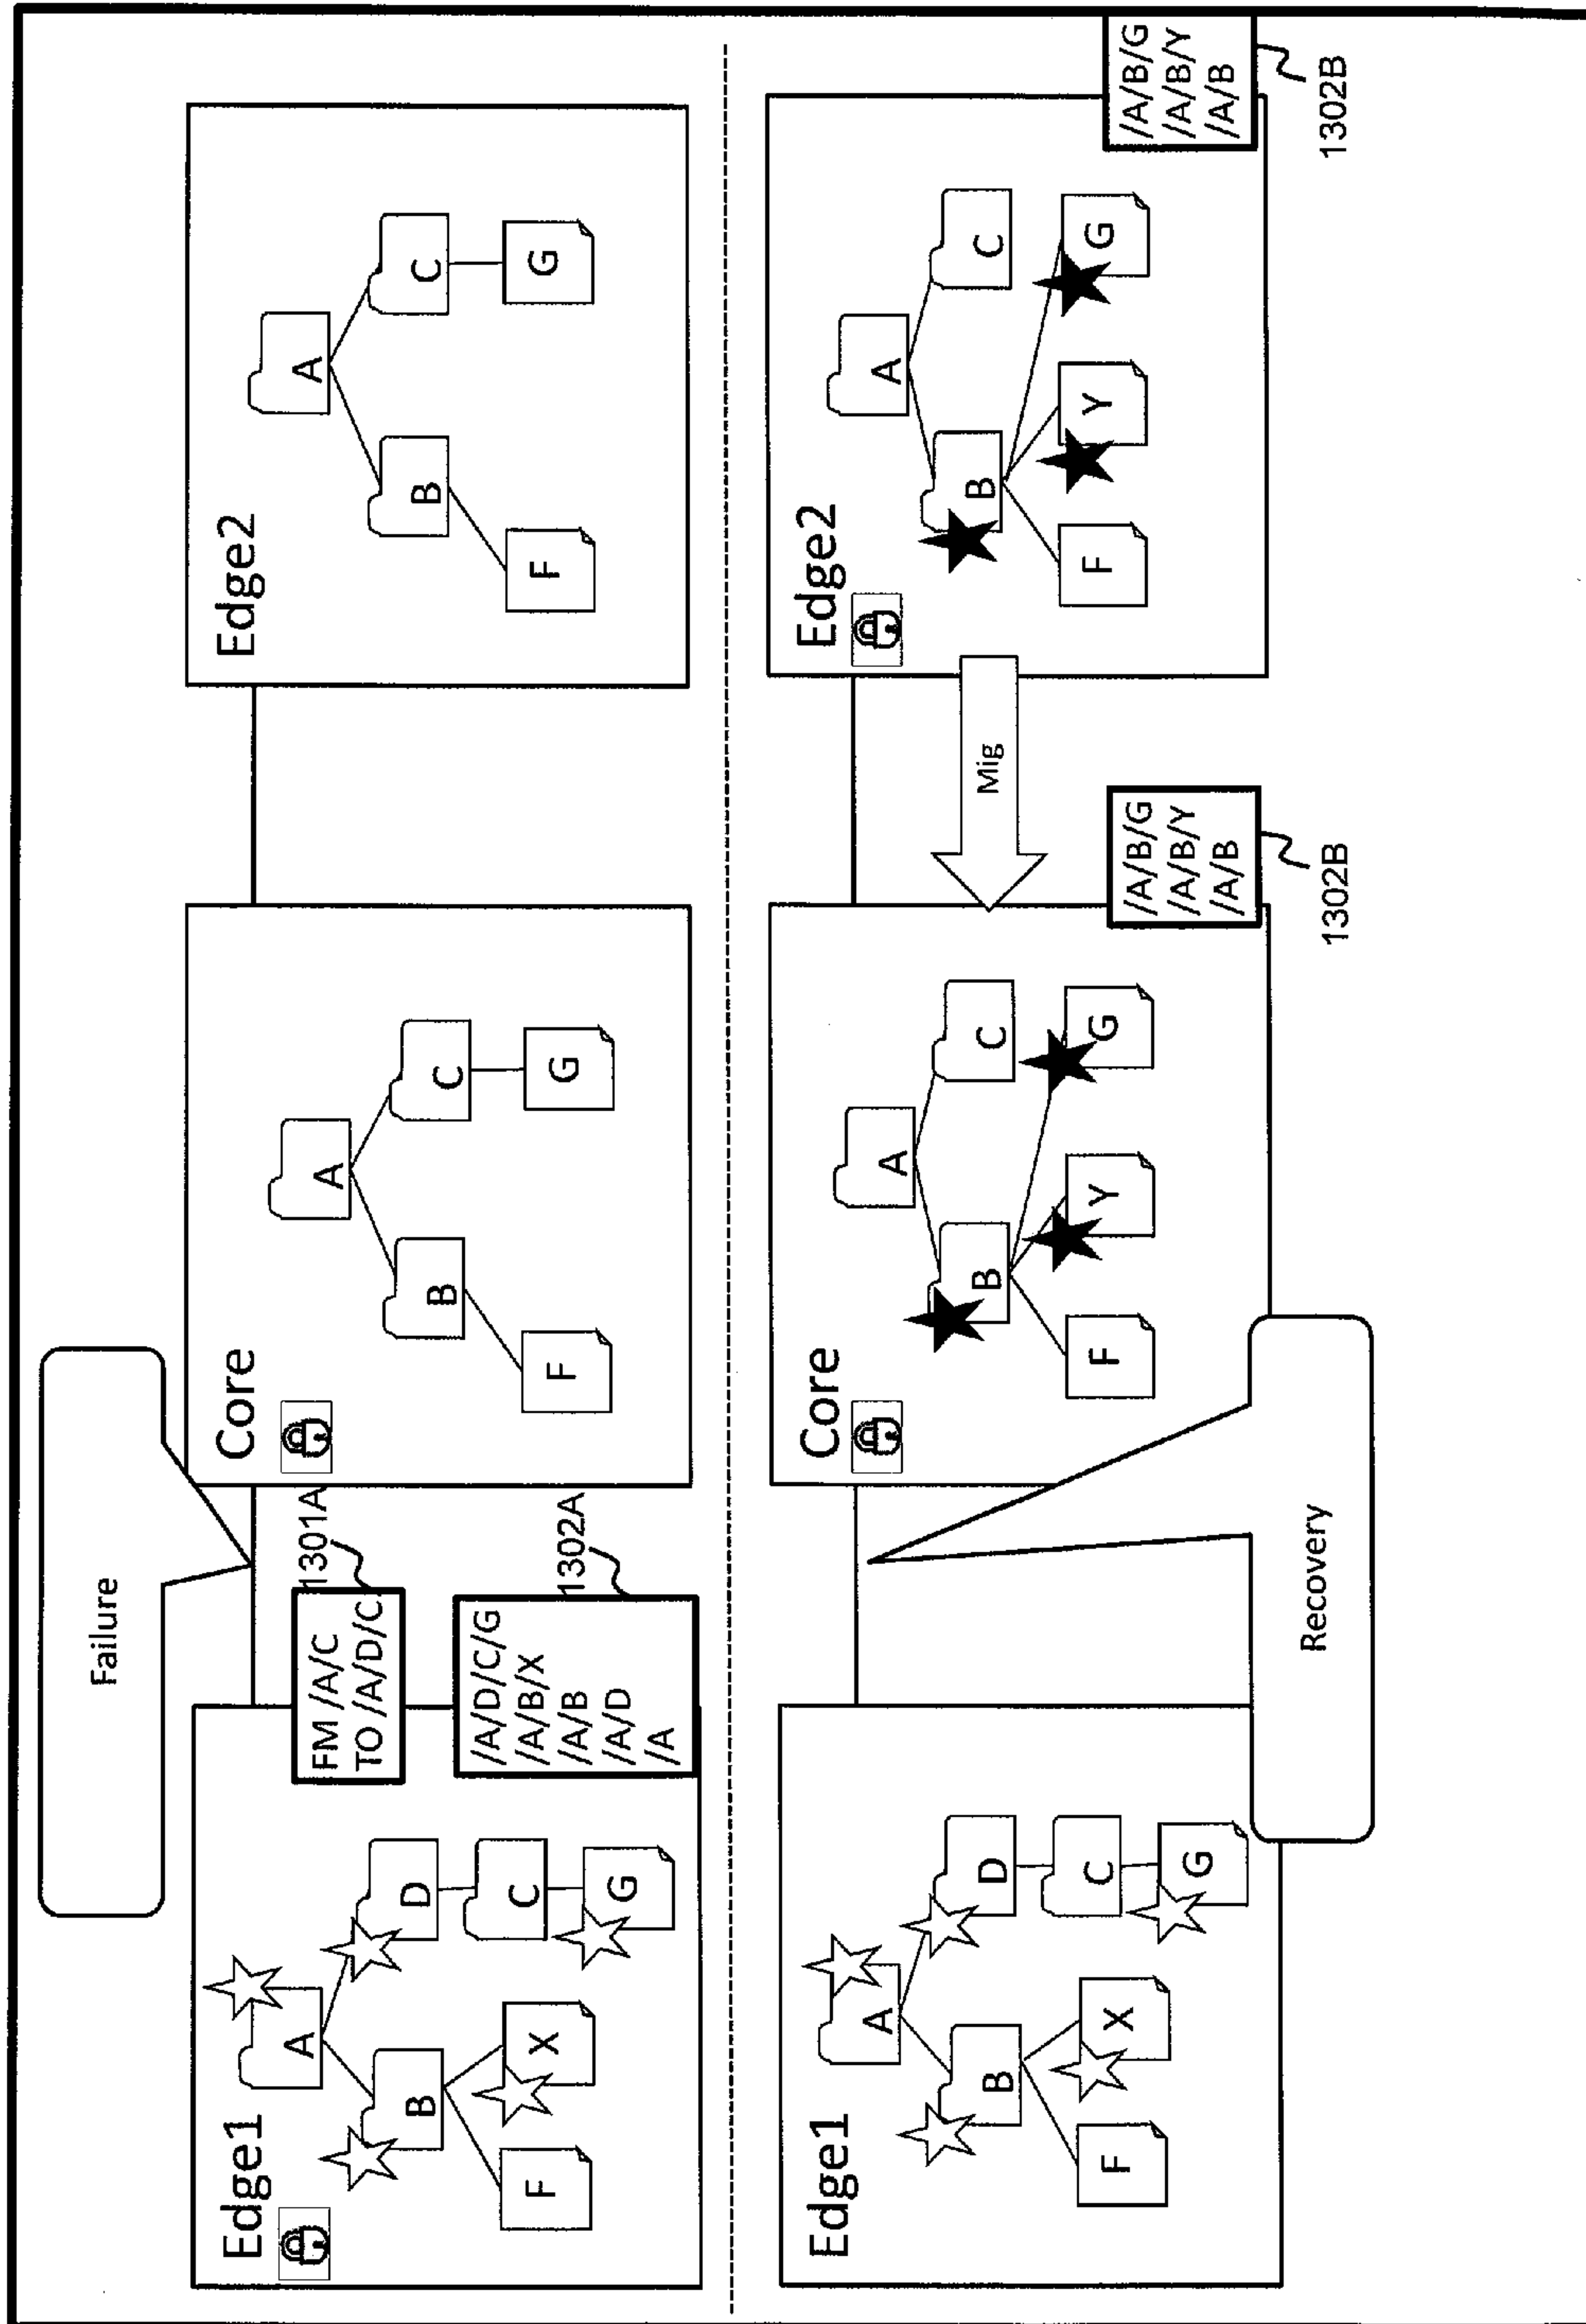 Failure
Edge1
A
B
D
F
X
C
G
FM /A/C
TO /A/D/C
1301A
/A/D/C/G
/A/B/X
/A/B
/A/D
/A
1302A
Core
A
B
C
F
G
Edge2
A
B
C
F
G
Edge1
A
B
D
F
X
C
G
Recovery
Core
A
B
C
F
Y
G
/A/B/G
/A/B/Y
/A/B
1302B
Mig
Edge2
A
B
C
F
Y
G
/A/B/G
/A/B/Y
/A/B
1302B